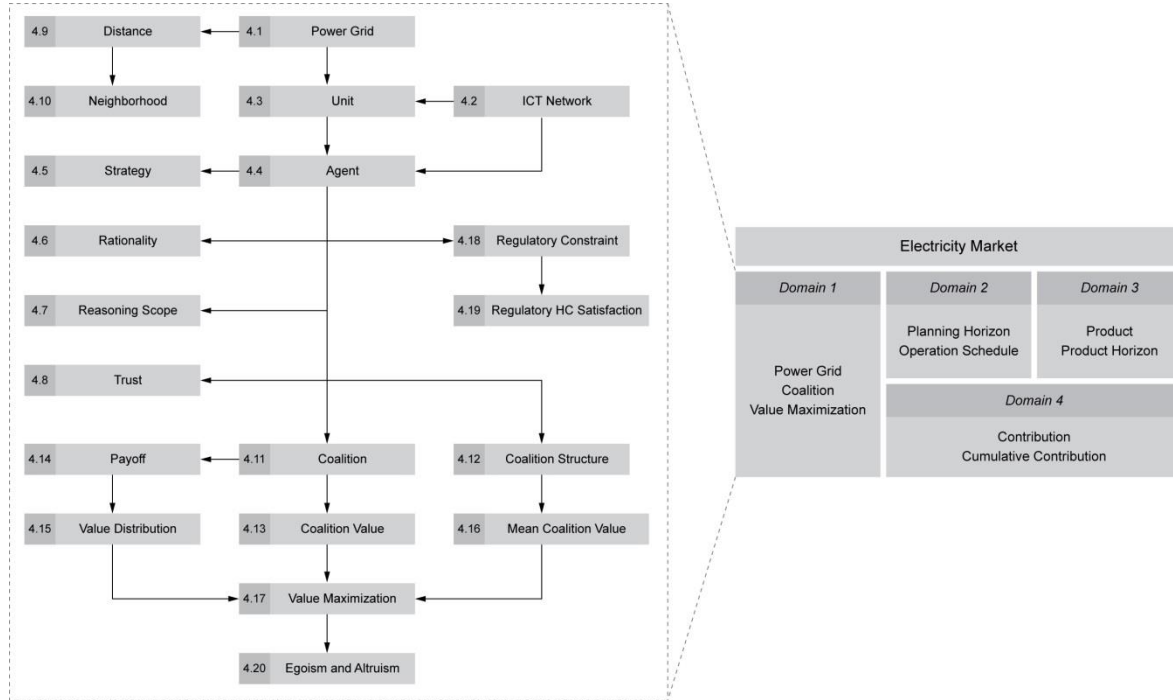 4.9 Distance
4.1 Power Grid
4.10 Neighborhood
4.3 Unit
4.2 ICT Network
4.5 Strategy
4.4 Agent
4.6 Rationality
4.18 Regulatory Constraint
4.7 Reasoning Scope
4.19 Regulatory HC Satisfaction
4.8 Trust
4.14 Payoff
4.11 Coalition
4.12 Coalition Structure
4.15 Value Distribution
4.13 Coalition Value
4.16 Mean Coalition Value
4.17 Value Maximization
4.20 Egoism and Altruism
Electricity Market
Domain 1
Power Grid
Coalition
Value Maximization
Domain 2
Planning Horizon
Operation Schedule
Domain 3
Product
Product Horizon
Domain 4
Contribution
Cumulative Contribution